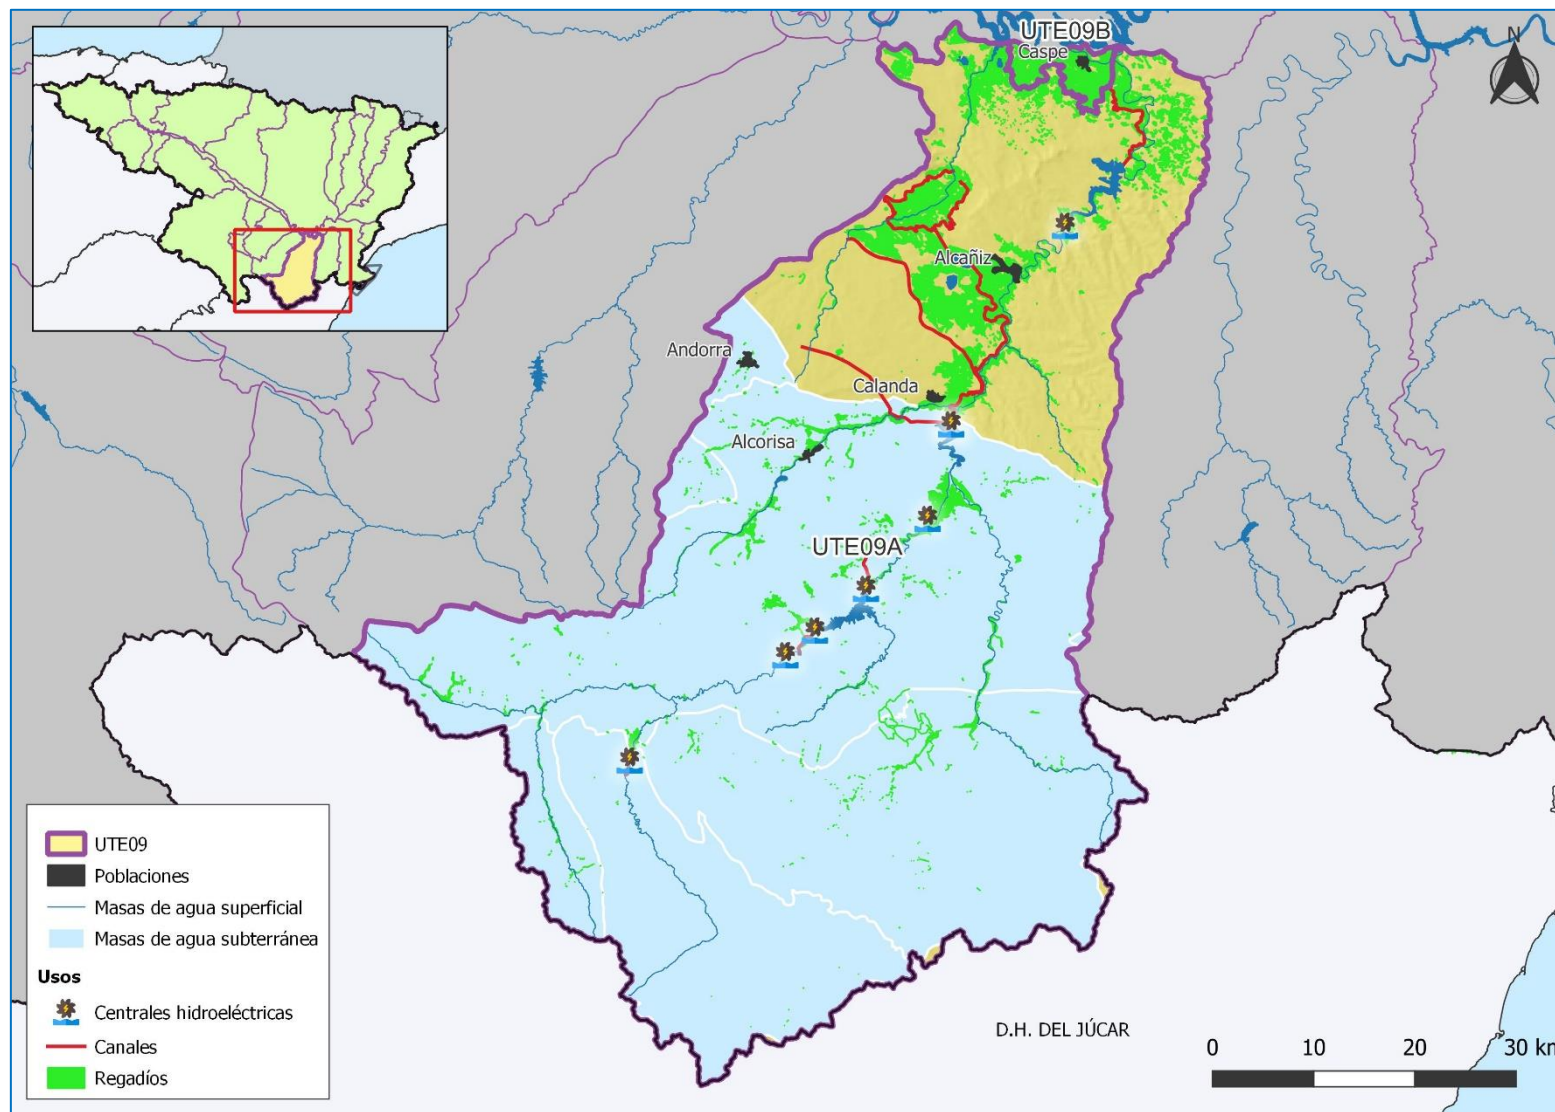 UTE09B
Caspe
N
Alcañiz
Andorra
Calanda
Alcorisa
UTE09A
UTE09
Poblaciones
Masas de agua superficial
Masas de agua subterránea
Usos
Centrales hidroeléctricas
Canales
Regadíos
D.H. DEL JÚCAR
0 10 20 30 km